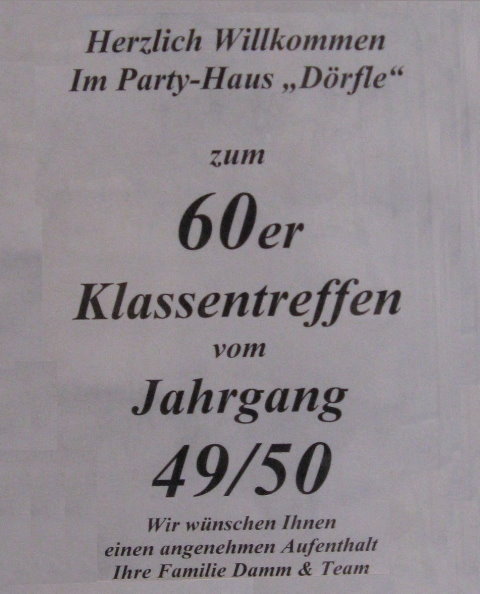 Herzlich Willkommen
Im Party-Haus „Dörfle“
zum
60er
Klassentreffen
vom
Jahrgang
49/50
Wir wünschen Ihnen
einen angenehmen Aufenthalt
Ihre Familie Damm & Team